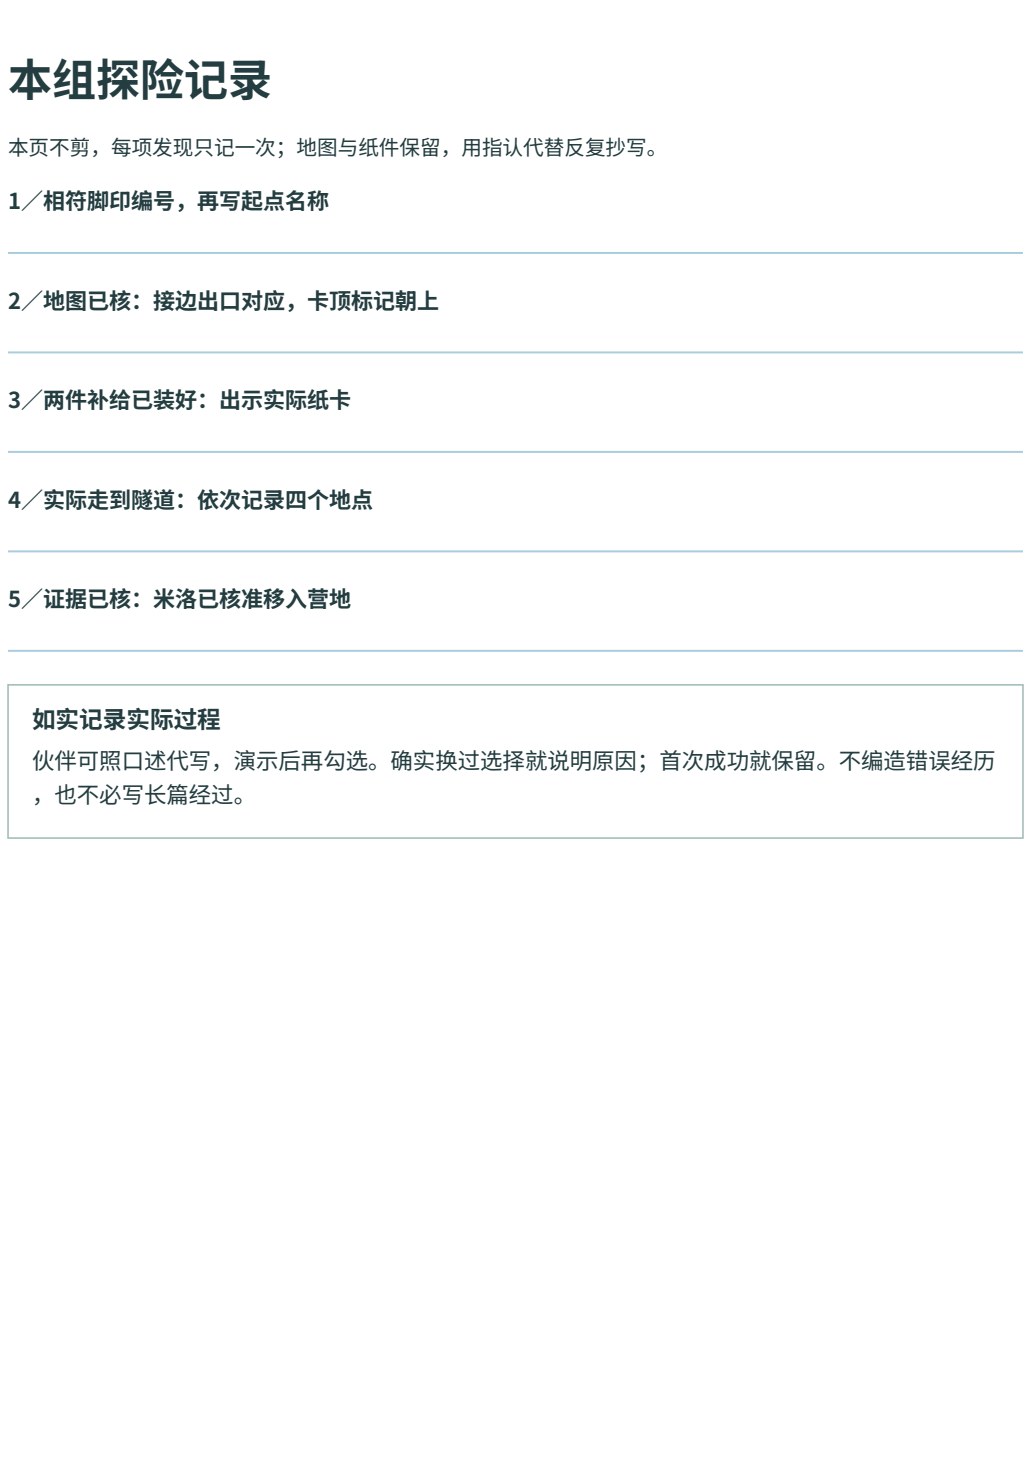 本组探险记录
本页不剪，每项发现只记一次；地图与纸件保留，用指认代替反复抄写。
1／相符脚印编号，再写起点名称
2／地图已核：接边出口对应，卡顶标记朝上
3／两件补给已装好：出示实际纸卡
4／实际走到隧道：依次记录四个地点
5／证据已核：米洛已核准移入营地
如实记录实际过程
伙伴可照口述代写，演示后再勾选。确实换过选择就说明原因；首次成功就保留。不编造错误经历
，也不必写长篇经过。